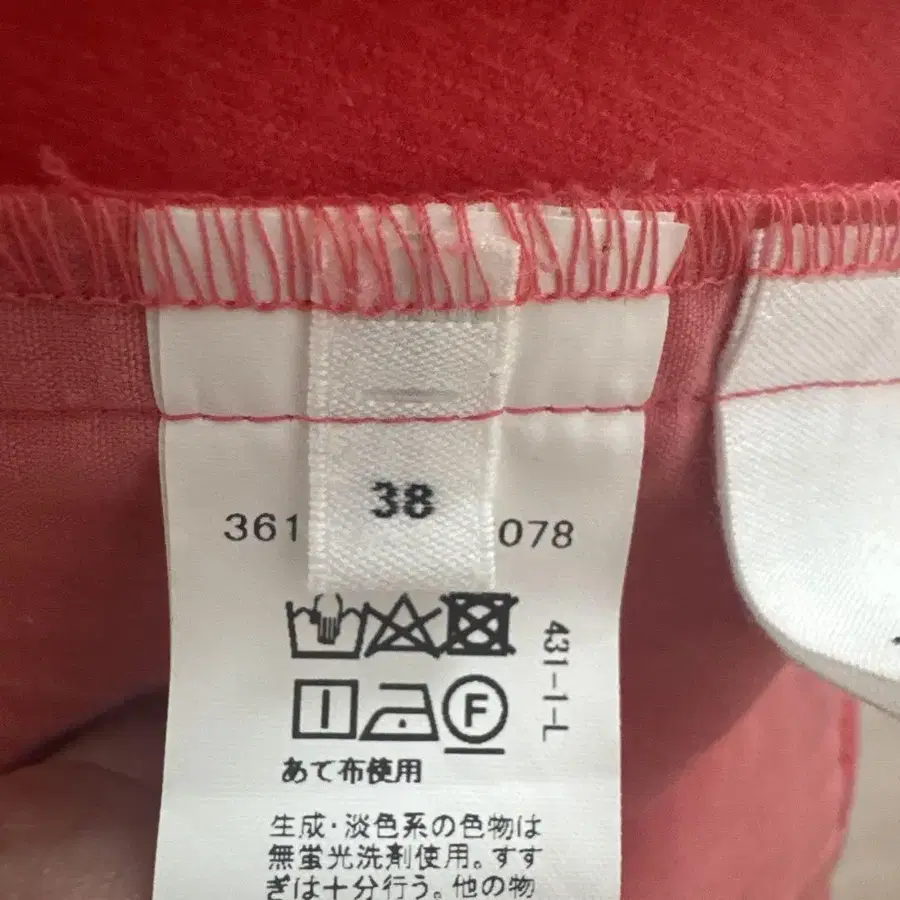 38
361
078
431-1-L
F
あて布使用
生成・淡色系の色物は
無蛍光洗剤使用。すす
ぎは十分行う。他の物